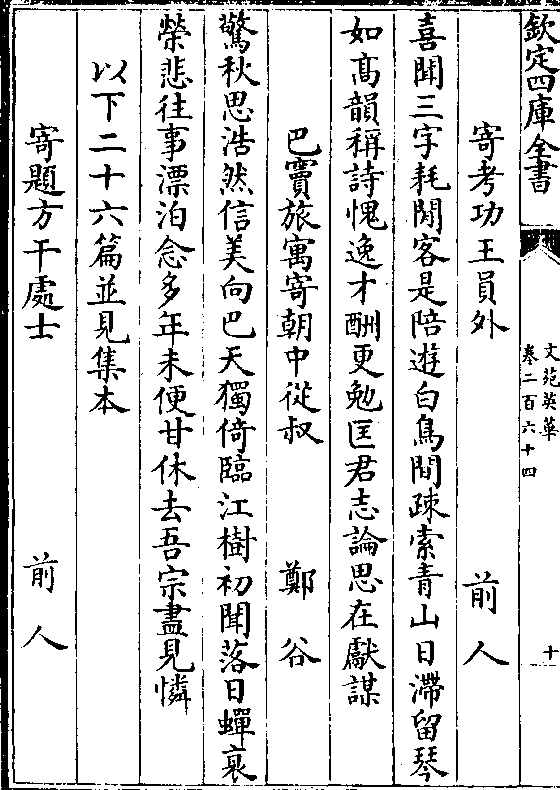 欽定四庫全書
文苑英華
卷二百六十四
十
寄考功王員外 前人
喜聞三字耗閒客是陪遊白鳥間疎索青山日滯留琴
如髙韻稱詩愧逸才酬更勉匡君志論思在獻謀
巴賨旅寓寄朝中從叔 鄭谷
驚秋思浩然信美向巴天獨倚臨江樹初聞落日蟬哀
榮悲往事漂泊念多年未便甘休去吾宗盡見憐
以下二十六篇並見集本
寄題方干處士 前人